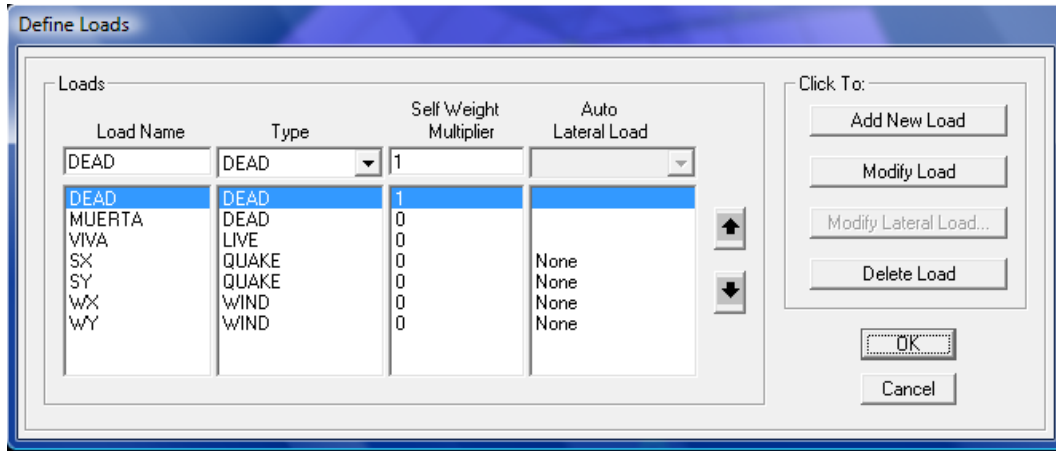 Define Loads
Loads
Click To:
Load Name Type Self Weight Multiplier Auto Lateral Load
DEAD DEAD 1
DEAD DEAD 1
MUERTA DEAD 0
VIVA LIVE 0
SX QUAKE 0 None
SY QUAKE 0 None
WX WIND 0 None
WY WIND 0 None
Add New Load
Modify Load
Modify Lateral Load...
Delete Load
OK
Cancel